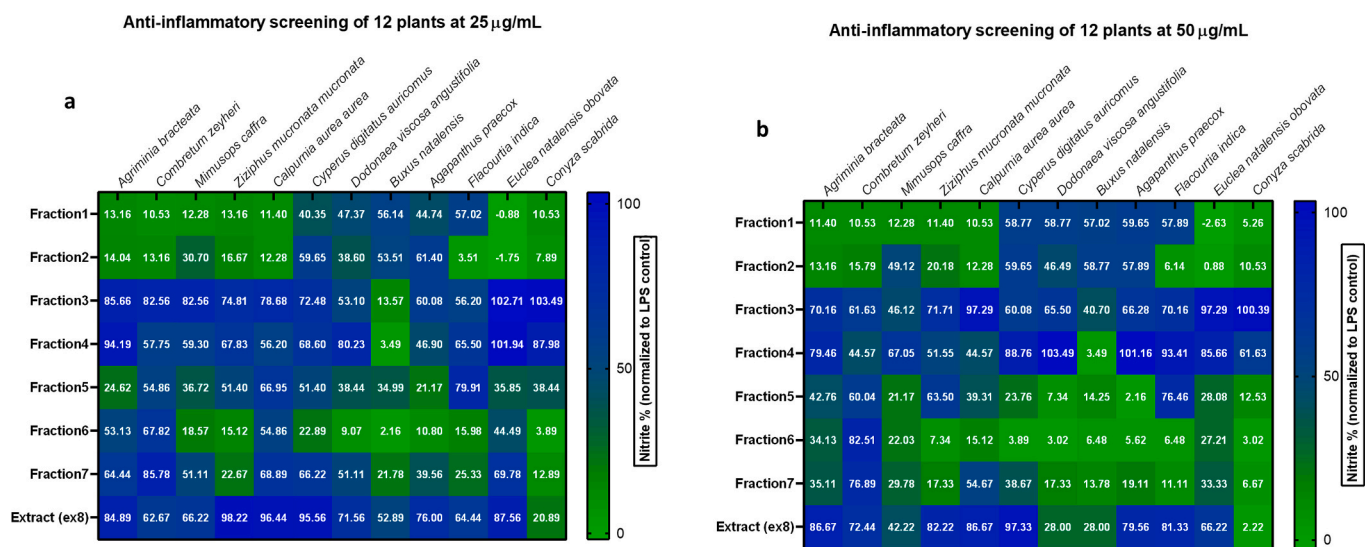 Anti-inflammatory screening of 12 plants at 25 µg/mL
a
Agriminia bracteata
Combretum zeyheri
Mimusops caffra
Ziziphus mucronata mucronata
Calpurnia aurea aurea
Cyperus digitatus auricomus
Dodonaea viscosa angustifolia
Buxus natalensis
Agapanthus praecox
Flacourtia indica
Euclea natalensis obovata
Conyza scabrida
Fraction1 13.16 10.53 12.28 13.16 11.40 40.35 47.37 56.14 44.74 57.02 -0.88 10.53
Fraction2 14.04 13.16 30.70 16.67 12.28 59.65 38.60 53.51 61.40 3.51 -1.75 7.89
Fraction3 85.66 82.56 82.56 74.81 78.68 72.48 53.10 13.57 60.08 56.20 102.71 103.49
Fraction4 94.19 57.75 59.30 67.83 56.20 68.60 80.23 3.49 46.90 65.50 101.94 87.98
Fraction5 24.62 54.86 36.72 51.40 66.95 51.40 38.44 34.99 21.17 79.91 35.85 38.44
Fraction6 53.13 67.82 18.57 15.12 54.86 22.89 9.07 2.16 10.80 15.98 44.49 3.89
Fraction7 64.44 85.78 51.11 22.67 68.89 66.22 51.11 21.78 39.56 25.33 69.78 12.89
Extract (ex8) 84.89 62.67 66.22 98.22 96.44 95.56 71.56 52.89 76.00 64.44 87.56 20.89
100
50
0
Nitrite % (normalized to LPS control)
Anti-inflammatory screening of 12 plants at 50 µg/mL
b
Agriminia bracteata
Combretum zeyheri
Mimusops caffra
Ziziphus mucronata mucronata
Calpurnia aurea aurea
Cyperus digitatus auricomus
Dodonaea viscosa angustifolia
Buxus natalensis
Agapanthus praecox
Flacourtia indica
Euclea natalensis obovata
Conyza scabrida
Fraction1 11.40 10.53 12.28 11.40 10.53 58.77 58.77 57.02 59.65 57.89 -2.63 5.26
Fraction2 13.16 15.79 49.12 20.18 12.28 59.65 46.49 58.77 57.89 6.14 0.88 10.53
Fraction3 70.16 61.63 46.12 71.71 97.29 60.08 65.50 40.70 66.28 70.16 97.29 100.39
Fraction4 79.46 44.57 67.05 51.55 44.57 88.76 103.49 3.49 101.16 93.41 85.66 61.63
Fraction5 42.76 60.04 21.17 63.50 39.31 23.76 7.34 14.25 2.16 76.46 28.08 12.53
Fraction6 34.13 82.51 22.03 7.34 15.12 3.89 3.02 6.48 5.62 6.48 27.21 3.02
Fraction7 35.11 76.89 29.78 17.33 54.67 38.67 17.33 13.78 19.11 11.11 33.33 6.67
Extract (ex8) 86.67 72.44 42.22 82.22 86.67 97.33 28.00 28.00 79.56 81.33 66.22 2.22
100
50
0
Nitrite % (normalized to LPS control)